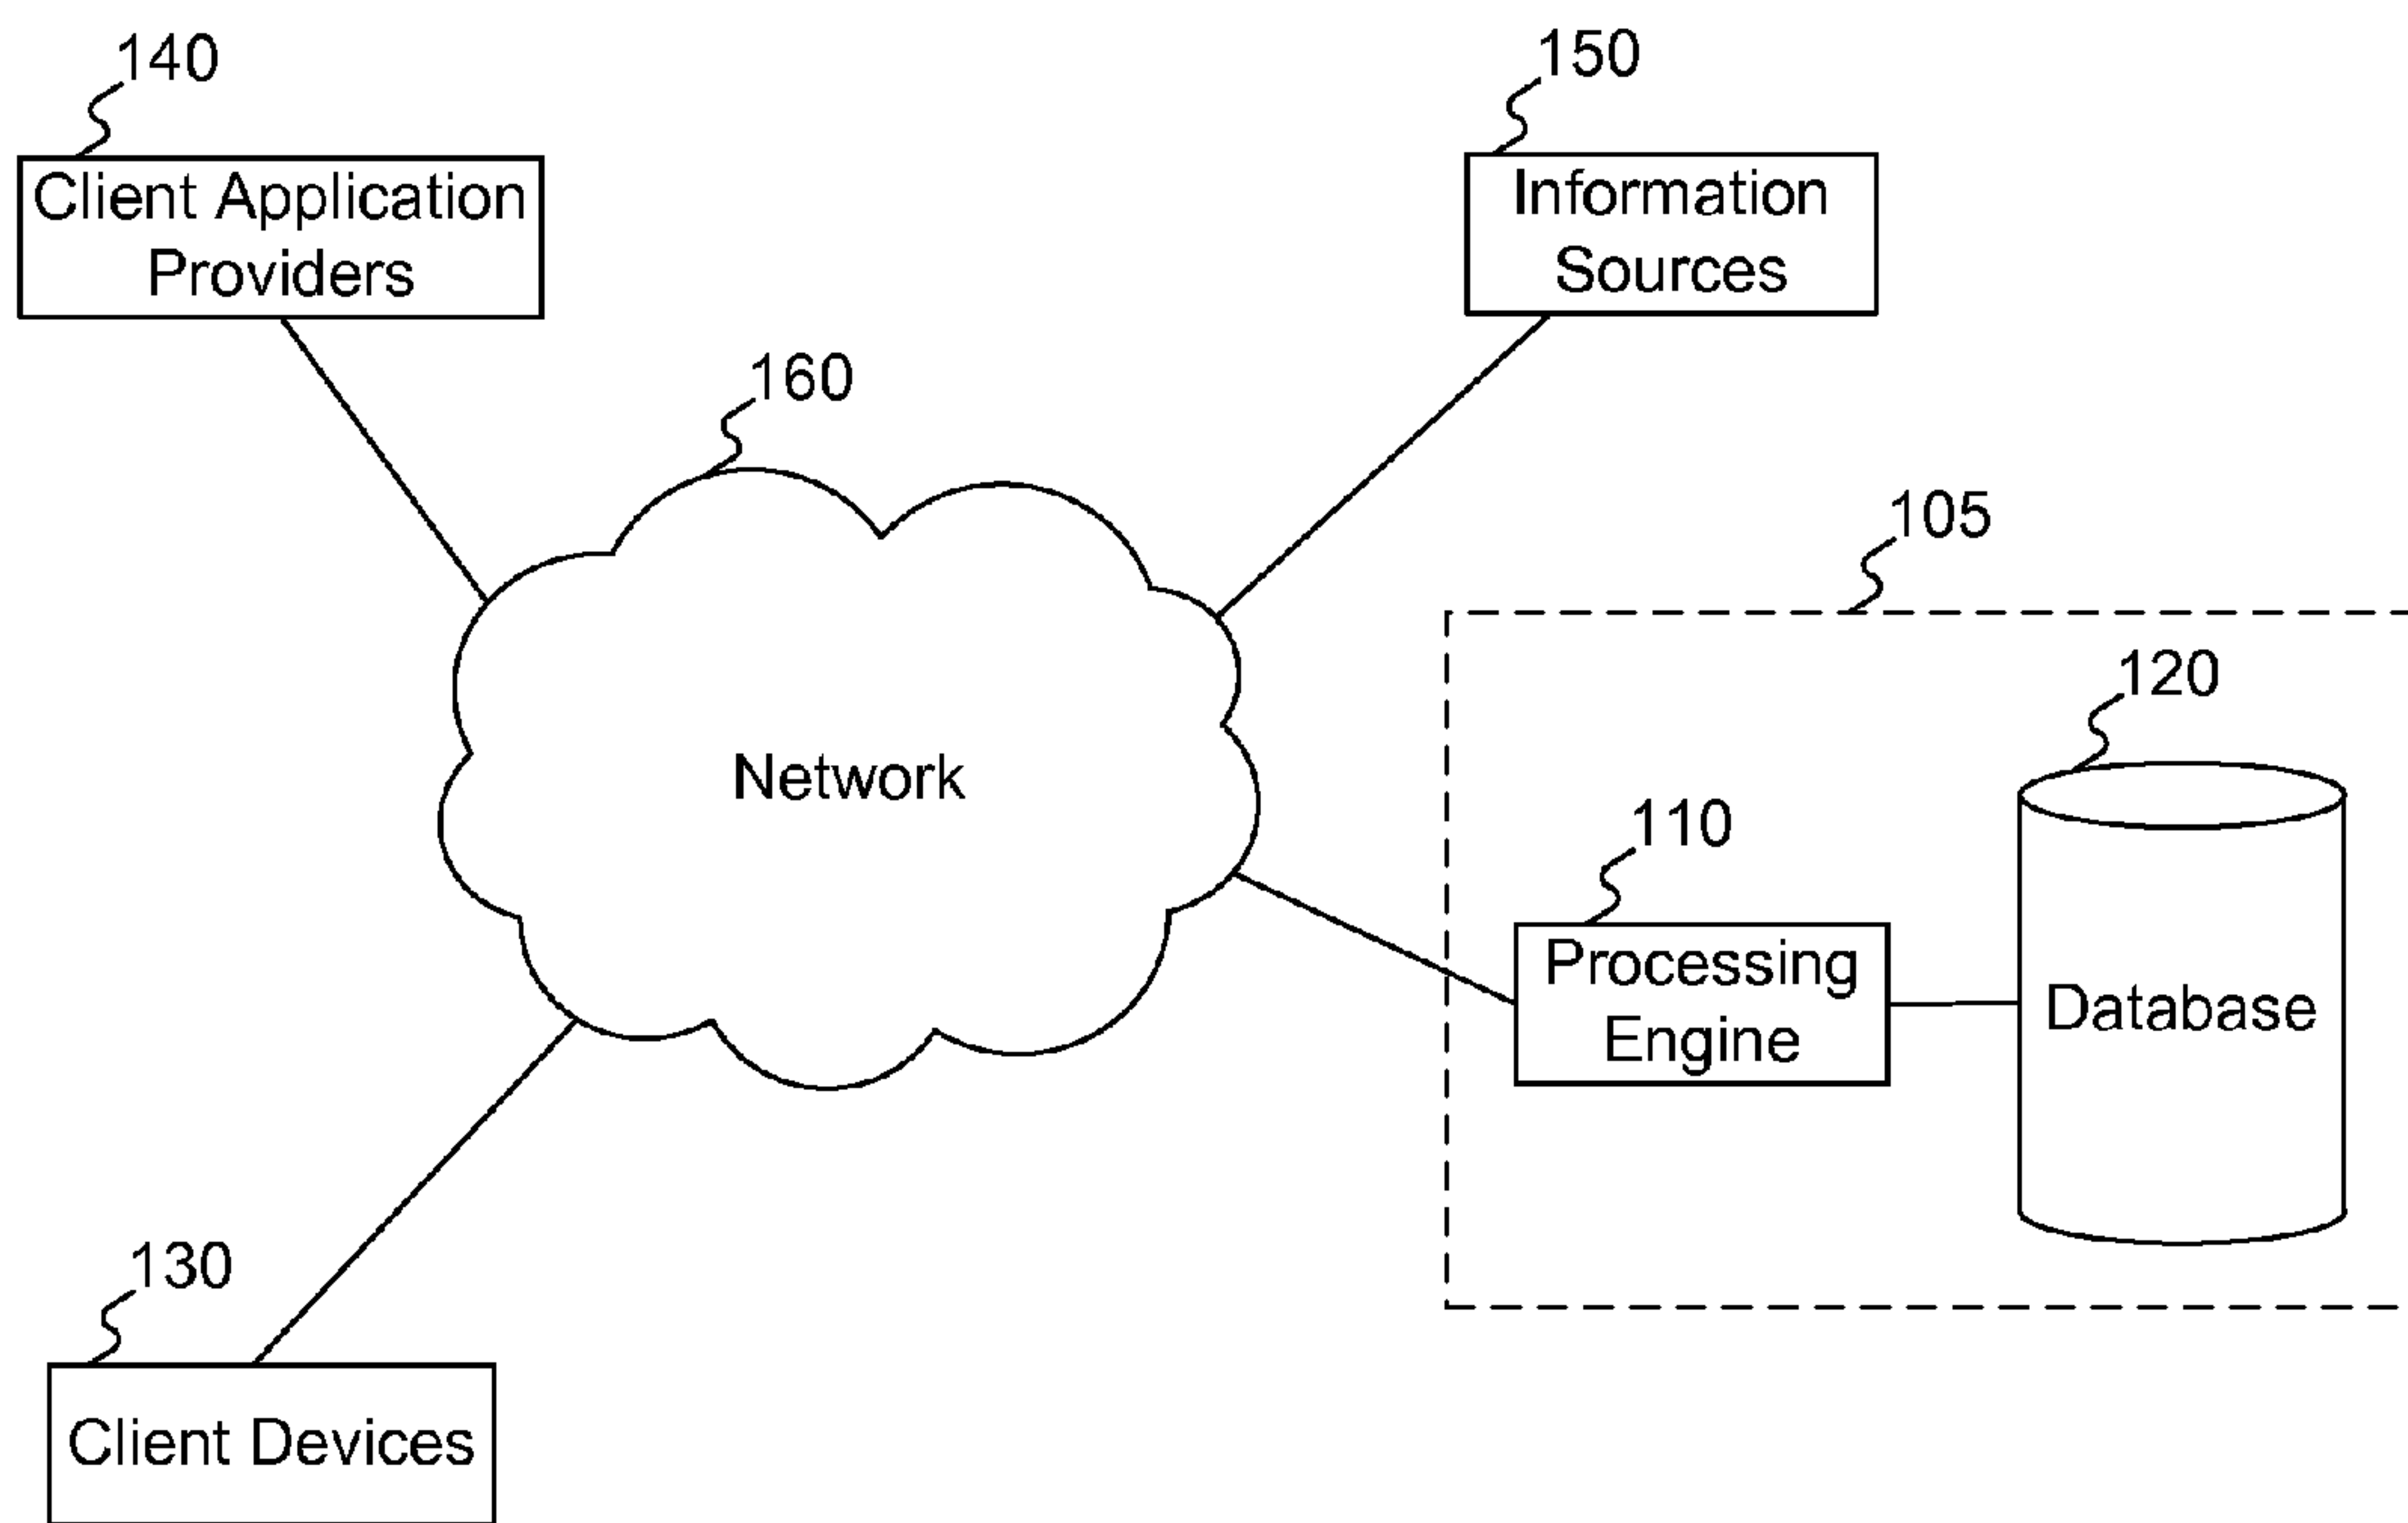 140
Client Application
Providers
150
Information
Sources
160
Network
105
120
Database
110
Processing
Engine
130
Client Devices